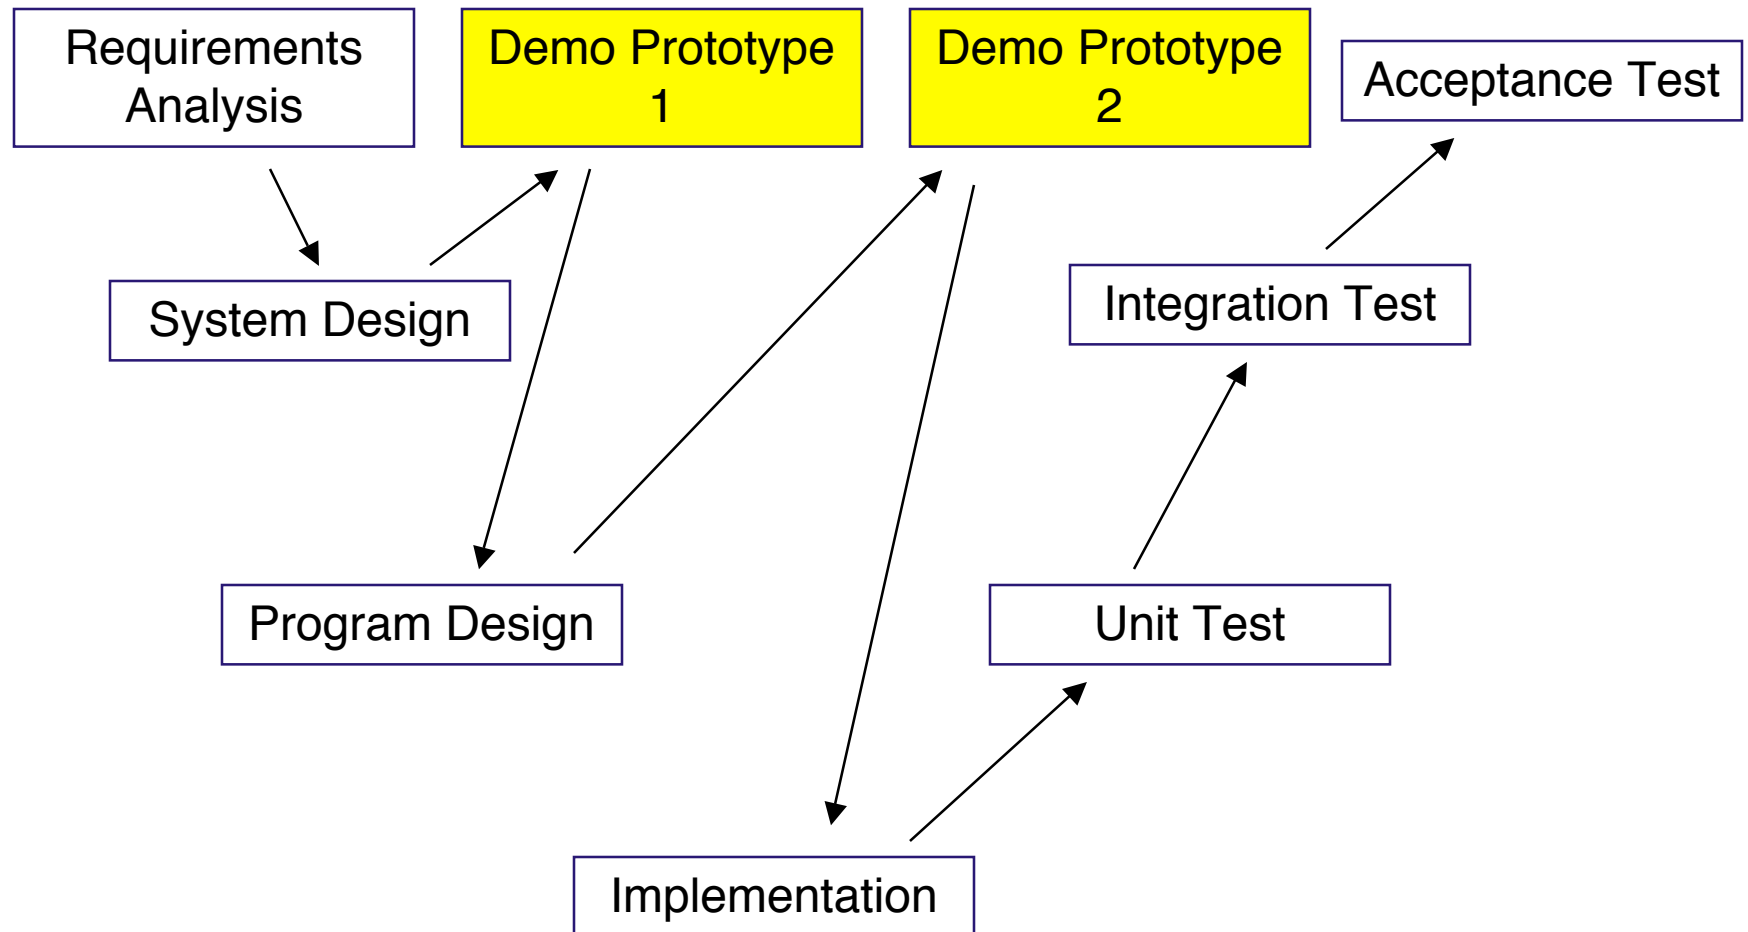 Requirements
Analysis
Demo Prototype
1
Demo Prototype
2
Acceptance Test
System Design
Integration Test
Program Design
Unit Test
Implementation